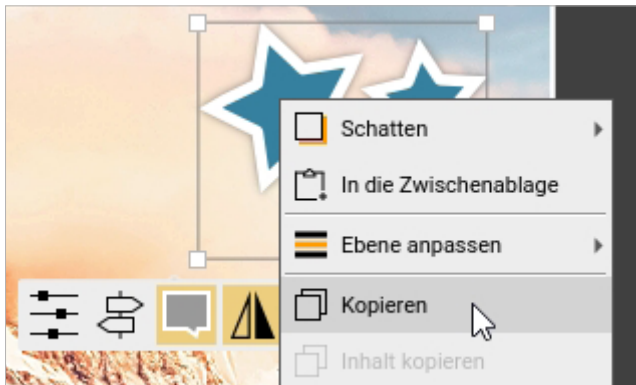 Schatten
In die Zwischenablage
Ebene anpassen
Kopieren
Inhalt kopieren